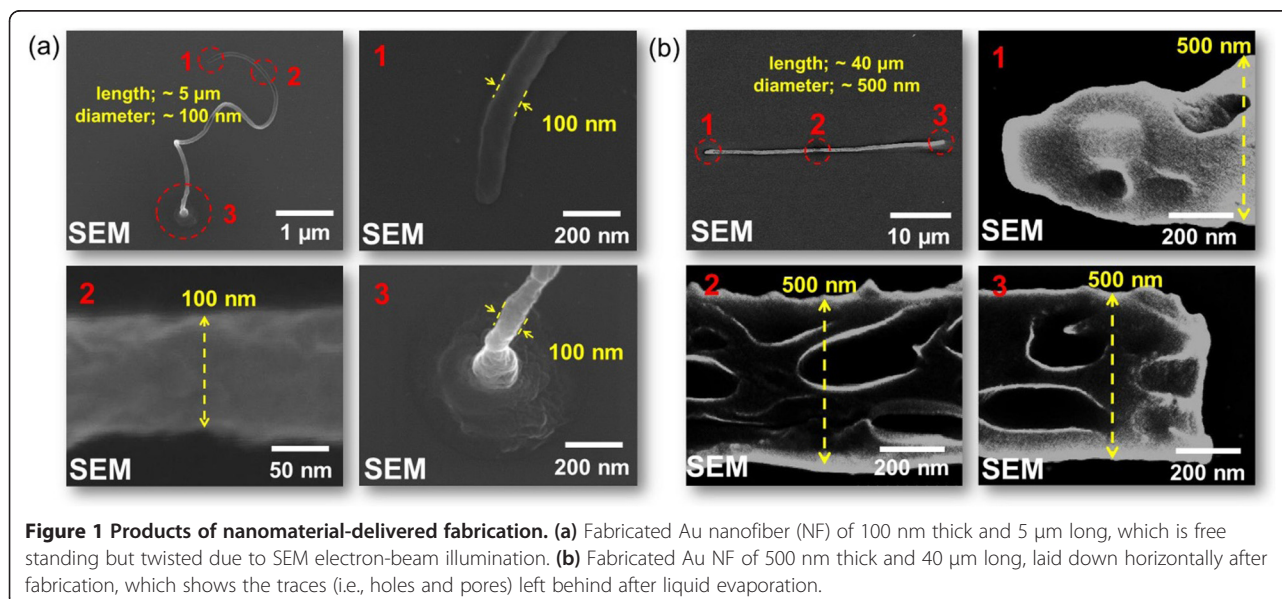 (a)
1
2
length; ~ 5 µm
diameter; ~ 100 nm
3
SEM
1 µm
1
100 nm
SEM
200 nm
2
100 nm
SEM
50 nm
3
100 nm
SEM
200 nm
(b)
length; ~ 40 µm
diameter; ~ 500 nm
1
2
3
SEM
10 µm
1
500 nm
SEM
200 nm
2
500 nm
SEM
200 nm
3
500 nm
SEM
200 nm
Figure 1 Products of nanomaterial-delivered fabrication. (a) Fabricated Au nanofiber (NF) of 100 nm thick and 5 µm long, which is free
standing but twisted due to SEM electron-beam illumination. (b) Fabricated Au NF of 500 nm thick and 40 µm long, laid down horizontally after
fabrication, which shows the traces (i.e., holes and pores) left behind after liquid evaporation.